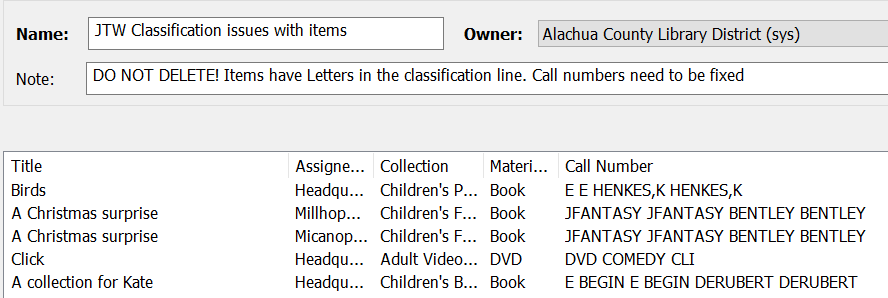 Name: JTW Classification issues with items Owner: Alachua County Library District (sys)
Note: DO NOT DELETE! Items have Letters in the classification line. Call numbers need to be fixed
Title Assigne... Collection Materi... Call Number
Birds Headqu... Children's P... Book E E HENKES,K HENKES,K
A Christmas surprise Millhop... Children's F... Book JFANTASY JFANTASY BENTLEY BENTLEY
A Christmas surprise Micanop... Children's F... Book JFANTASY JFANTASY BENTLEY BENTLEY
Click Headqu... Adult Video... DVD DVD COMEDY CLI
A collection for Kate Headqu... Children's B... Book E BEGIN E BEGIN DERUBERT DERUBERT